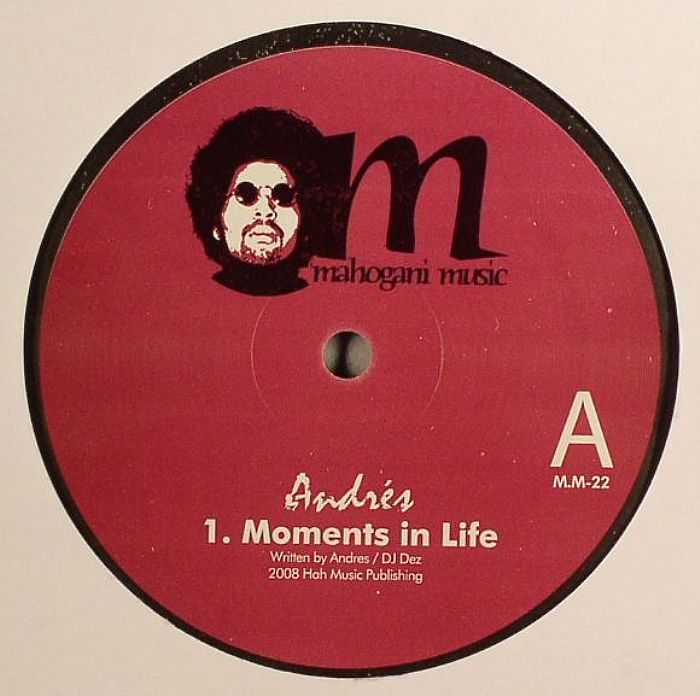 m
mahogani music
A
M.M-22
Andrés
1. Moments in Life
Written by Andres / DJ Dez
2008 Hah Music Publishing